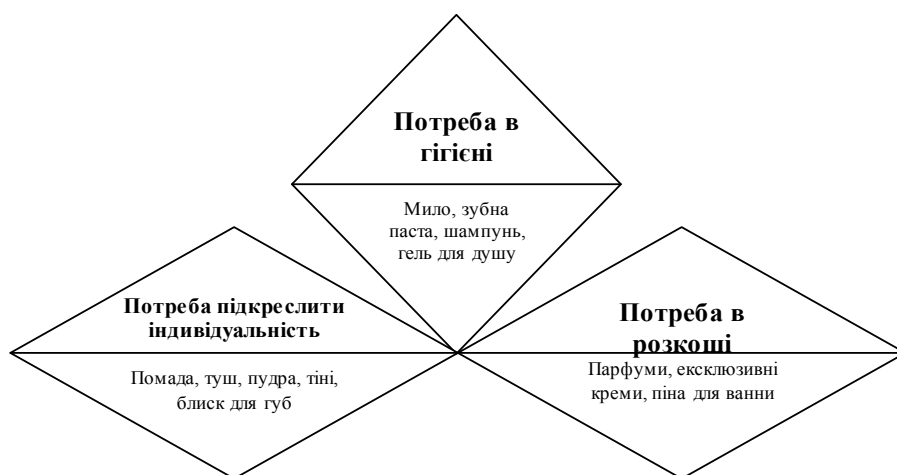 Потреба в
гігієні
Мило, зубна
паста, шампунь,
гель для душу
Потреба підкреслити
індивідуальність
Помада, туш, пудра, тіні,
блиск для губ
Потреба в
розкоші
Парфуми, ексклюзивні
креми, піна для ванни